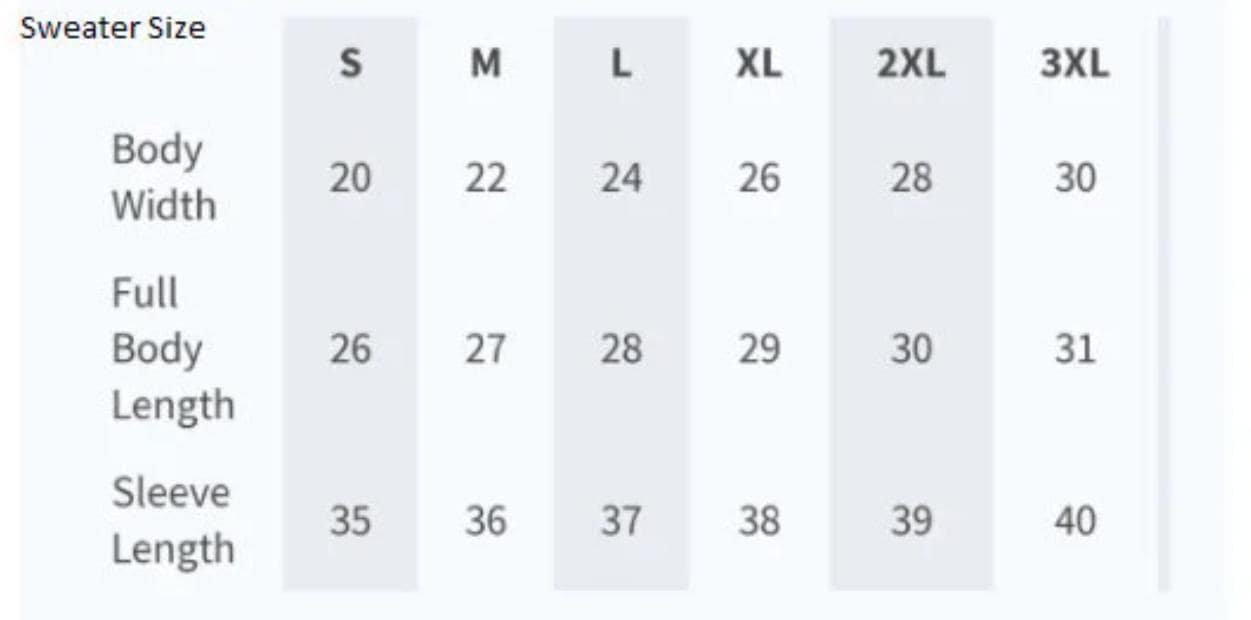 Sweater Size
S M L XL 2XL 3XL
Body
Width
20 22 24 26 28 30
Full
Body
Length
26 27 28 29 30 31
Sleeve
Length
35 36 37 38 39 40